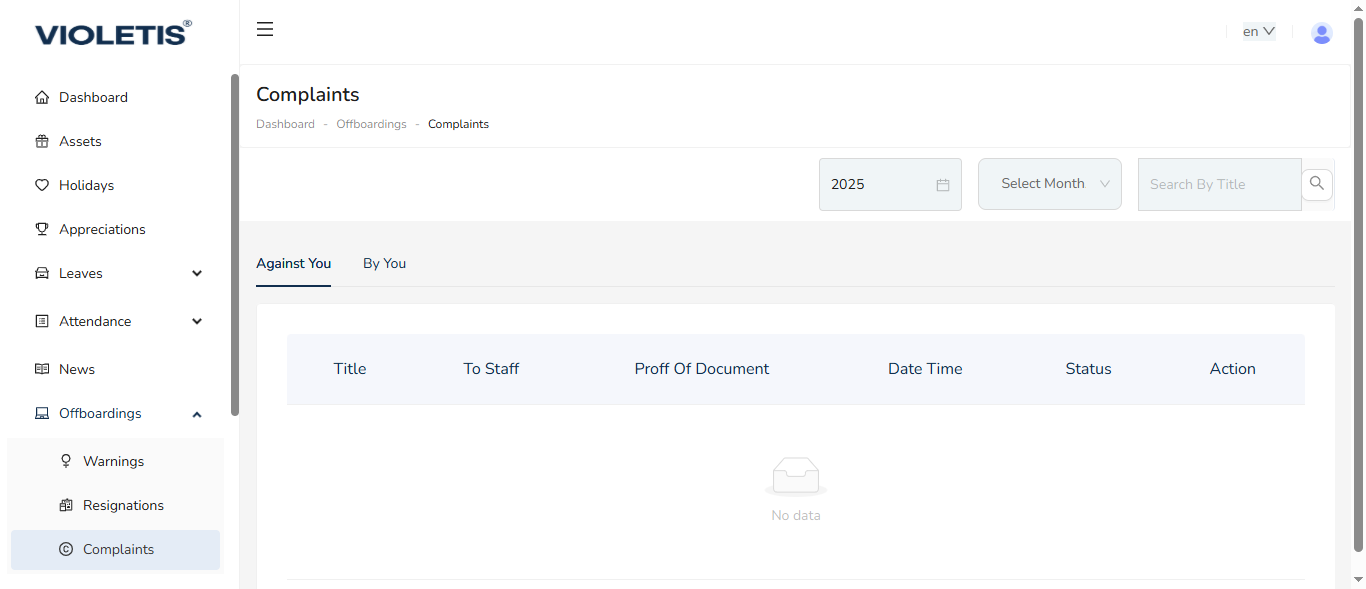 VIOLETIS®
en
Dashboard
Assets
Holidays
Appreciations
Leaves
Attendance
News
Offboardings
Warnings
Resignations
Complaints
Complaints
Dashboard - Offboardings - Complaints
2025 Select Month Search By Title
Against You By You
Title To Staff Proff Of Document Date Time Status Action
No data